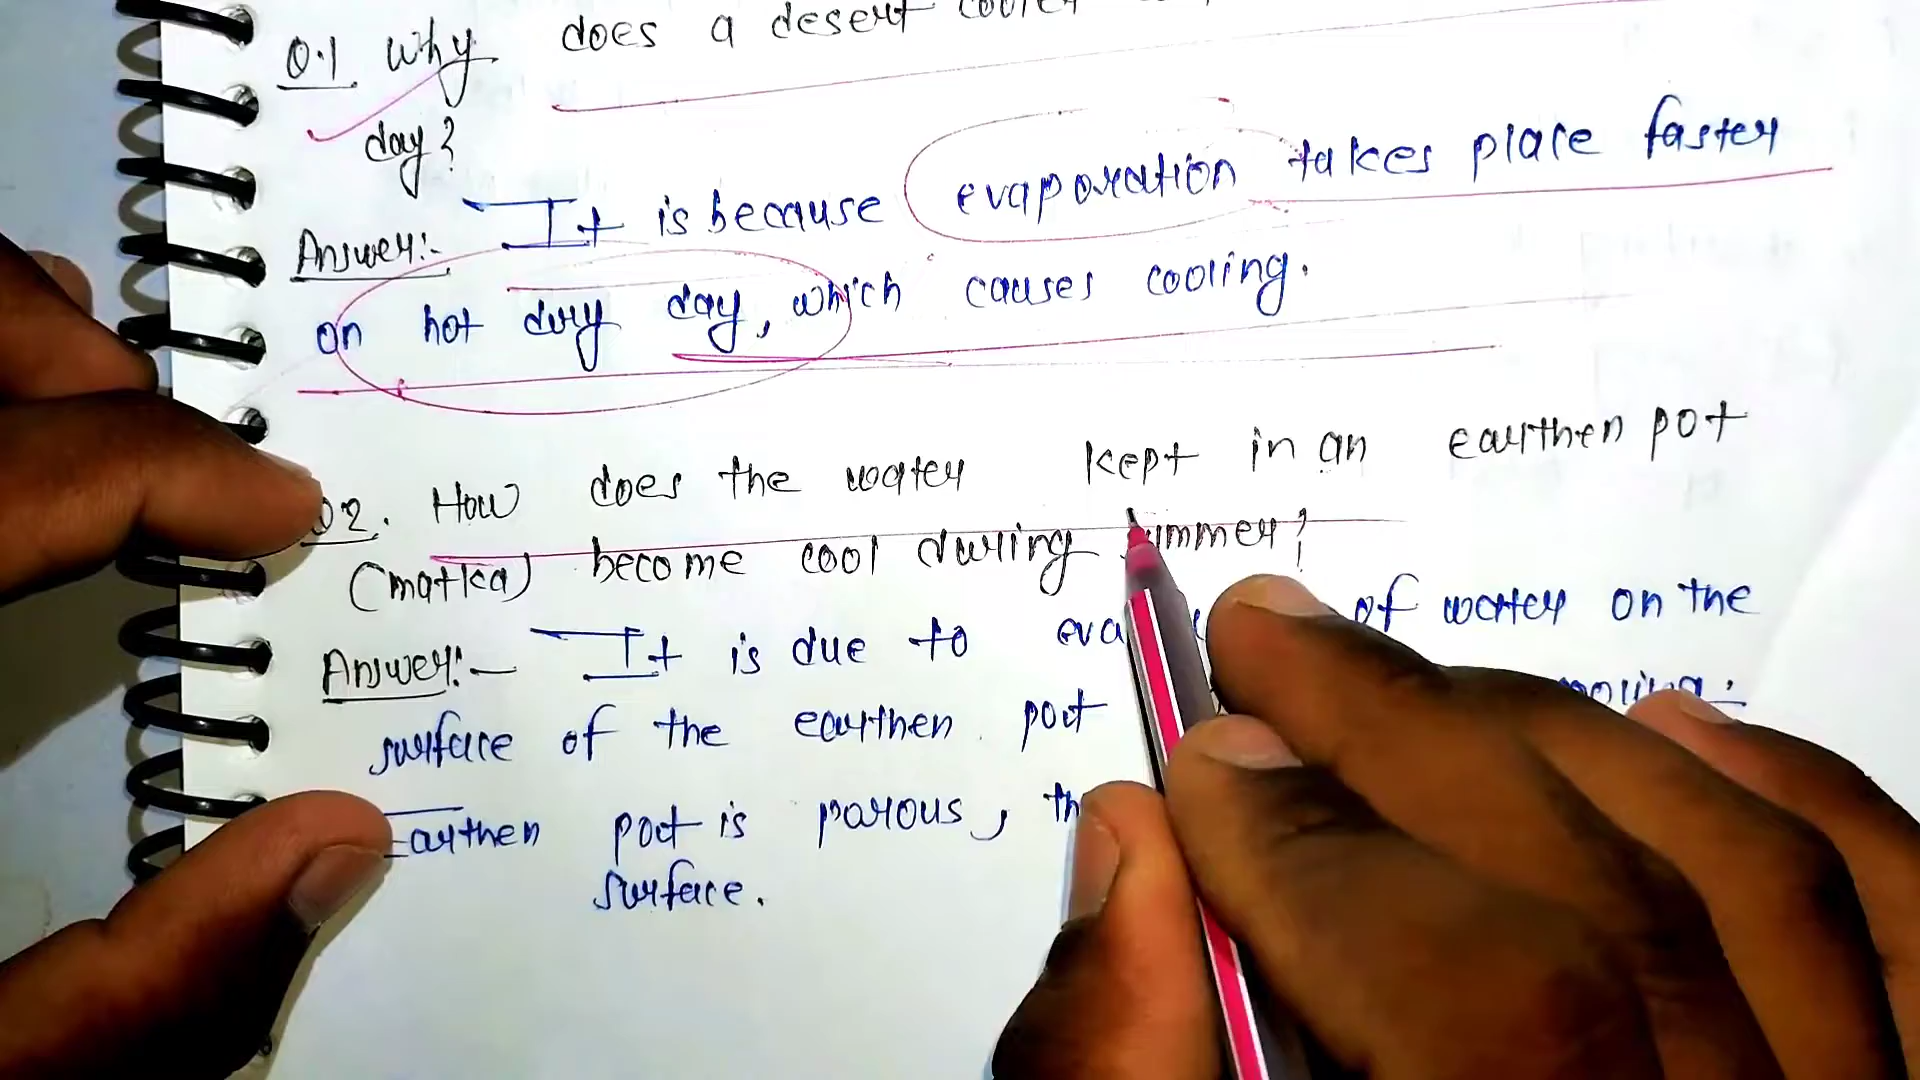 Q.1 Why does a desert cooler
day?
Answer:- It is because evaporation takes place faster
on hot dry day, which causes cooling.
Q2. How does the water kept in an earthen pot
(matka) become cool during summer?
Answer:- It is due to of water on the
surface of the earthen pot cooling.
Earthen pot is porous,
surface.